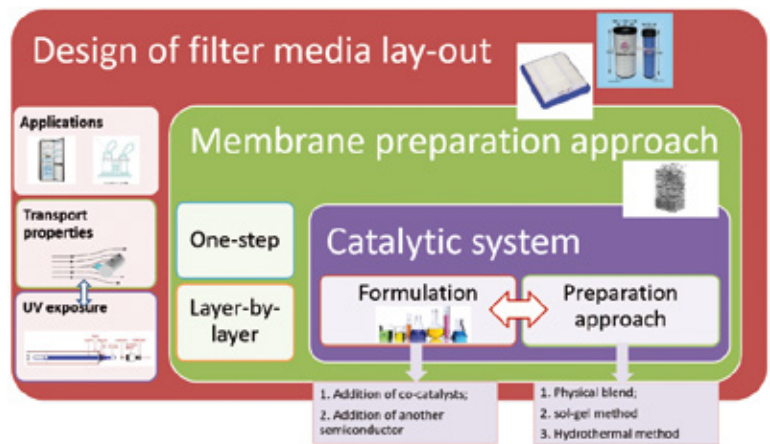 Design of filter media lay-out
Applications
Membrane preparation approach
Transport
properties
One-step
Catalytic system
UV exposure
Layer-by-
layer
Formulation
Preparation
approach
1. Addition of co-catalysts;
2. Addition of another
semiconductor
1. Physical blend;
2. sol-gel method
3. Hydrothermal method